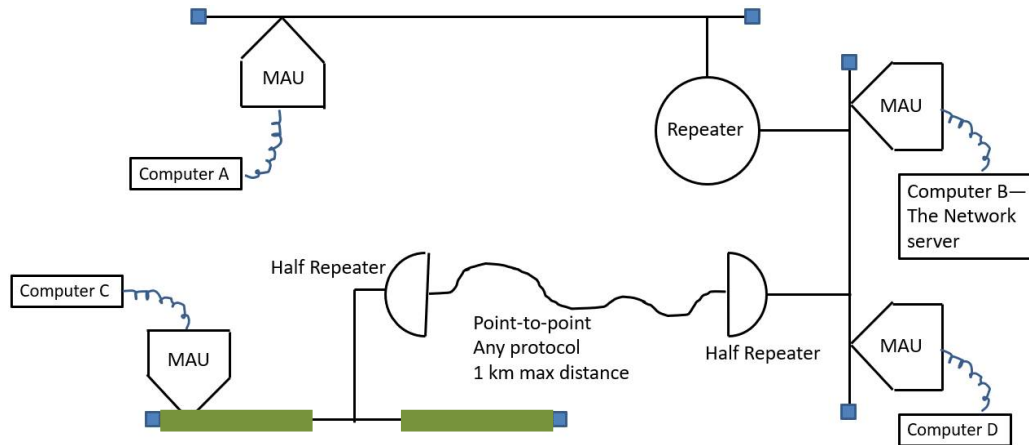 MAU
MAU
Repeater
Computer A
Computer B—
The Network
server
Half Repeater
Computer C
Point-to-point
Any protocol
1 km max distance
Half Repeater
MAU
MAU
Computer D